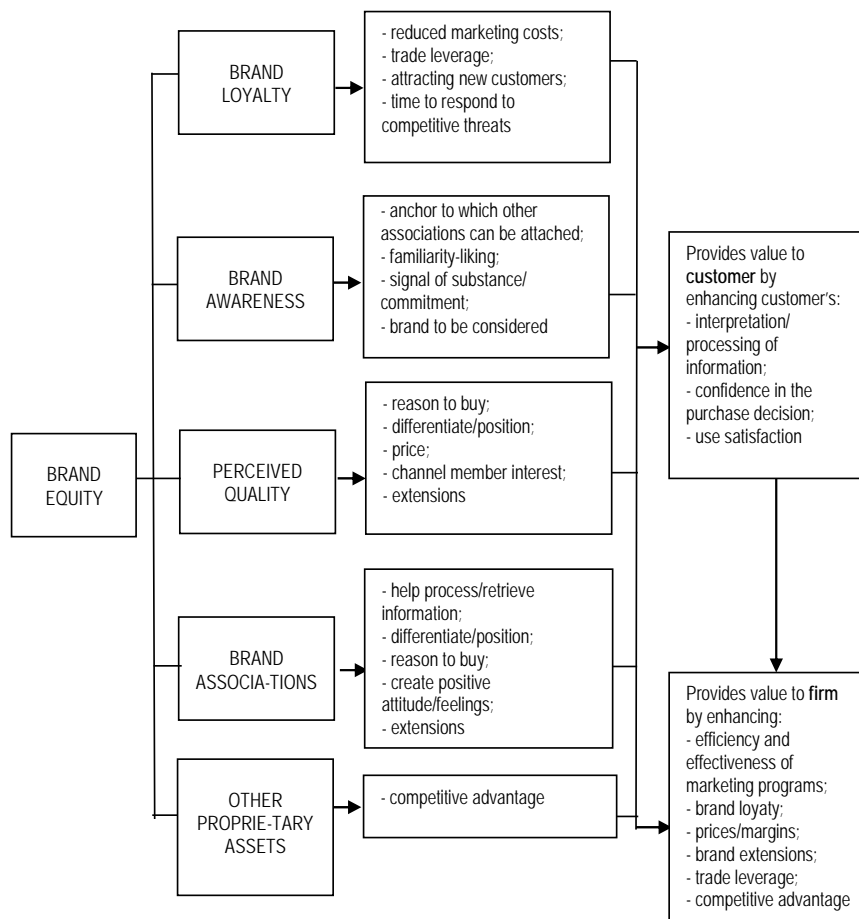 BRAND
LOYALTY
- reduced marketing costs;
- trade leverage;
- attracting new customers;
- time to respond to
competitive threats
BRAND
AWARENESS
- anchor to which other
associations can be attached;
- familiarity-liking;
- signal of substance/
commitment;
- brand to be considered
BRAND
EQUITY
PERCEIVED
QUALITY
- reason to buy;
- differentiate/position;
- price;
- channel member interest;
- extensions
BRAND
ASSOCIA-TIONS
- help process/retrieve
information;
- differentiate/position;
- reason to buy;
- create positive
attitude/feelings;
- extensions
OTHER
PROPRIE-TARY
ASSETS
- competitive advantage
Provides value to
customer by
enhancing customer's:
- interpretation/
processing of
information;
- confidence in the
purchase decision;
- use satisfaction
Provides value to firm
by enhancing:
- efficiency and
effectiveness of
marketing programs;
- brand loyaty;
- prices/margins;
- brand extensions;
- trade leverage;
- competitive advantage